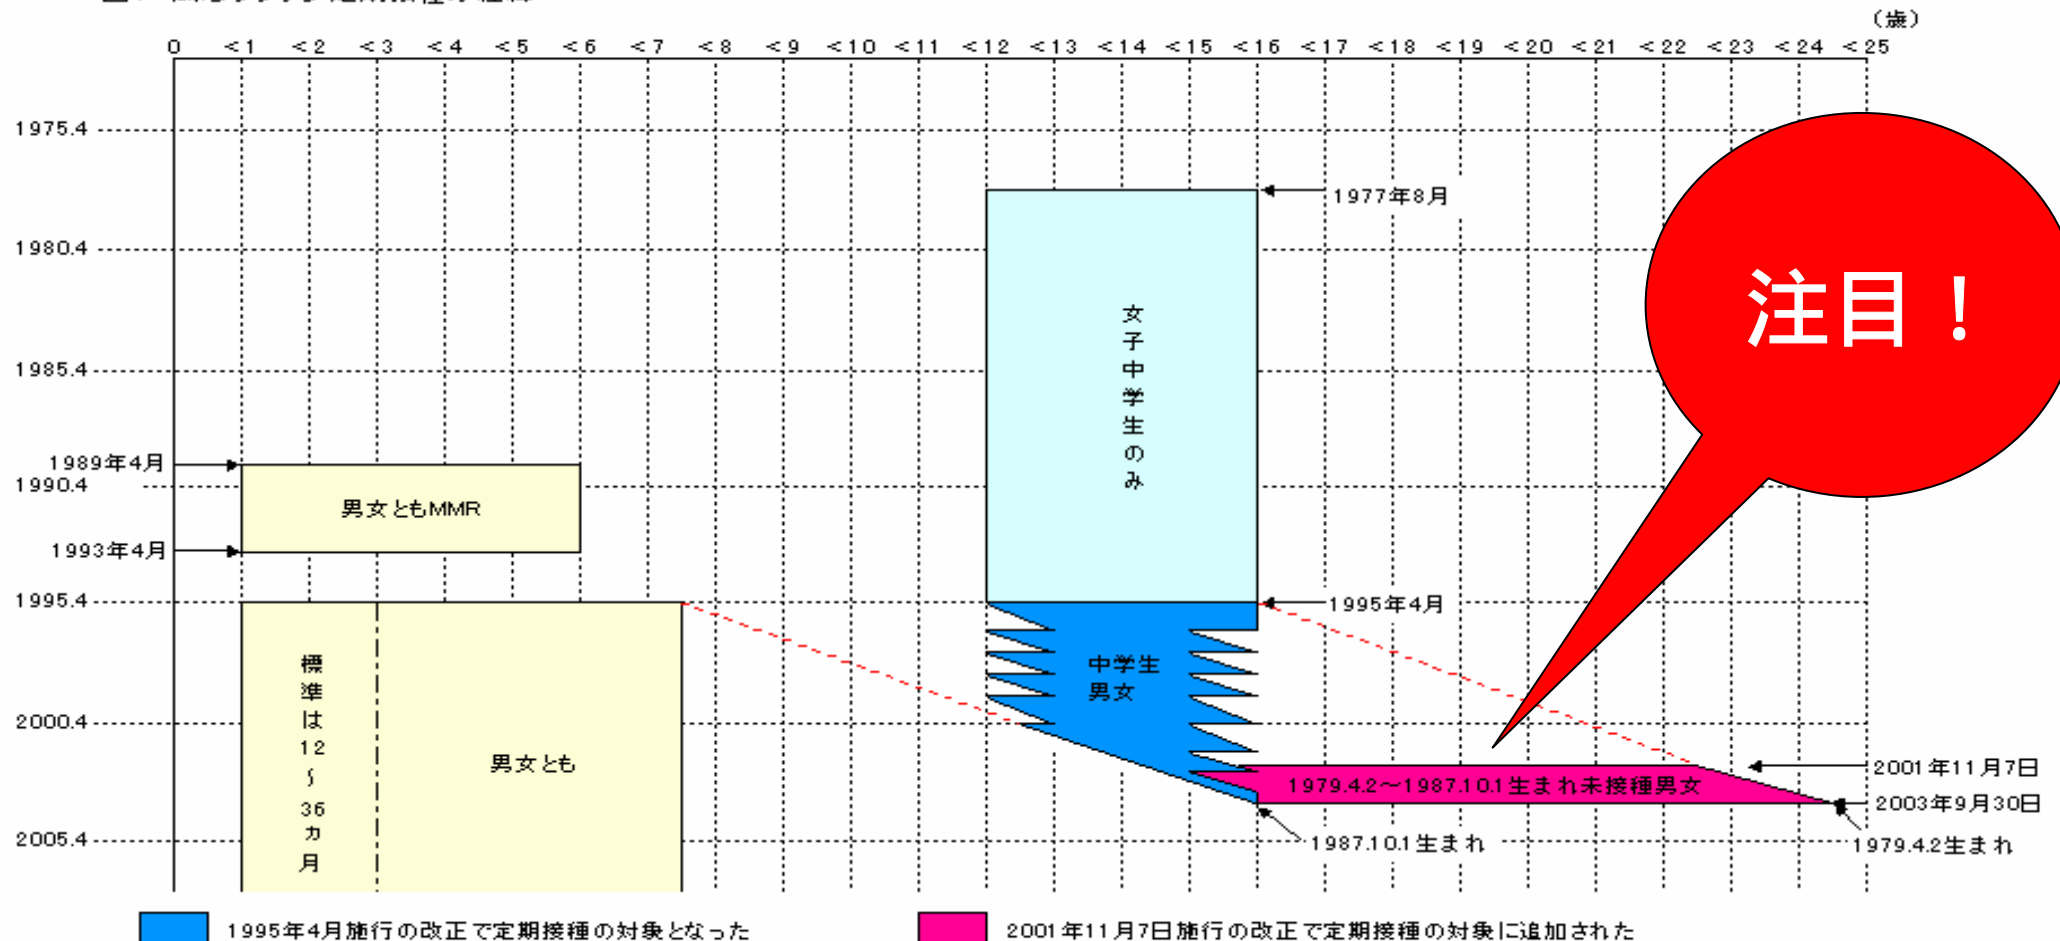 (歳)
0 <1 <2 <3 <4 <5 <6 <7 <8 <9 <10 <11 <12 <13 <14 <15 <16 <17 <18 <19 <20 <21 <22 <23 <24 <25
1975.4
1977年8月
1980.4
注目！
女子中学生のみ
1985.4
1989年4月
1990.4
男女ともMMR
1993年4月
1995.4
1995年4月
標準は12～36カ月
中学生
男女
2000.4
男女とも
2001年11月7日
1979.4.2～1987.10.1生まれ未接種男女
2003年9月30日
2005.4
1987.10.1生まれ
1979.4.2生まれ
1995年4月施行の改正で定期接種の対象となった
2001年11月7日施行の改正で定期接種の対象に追加された